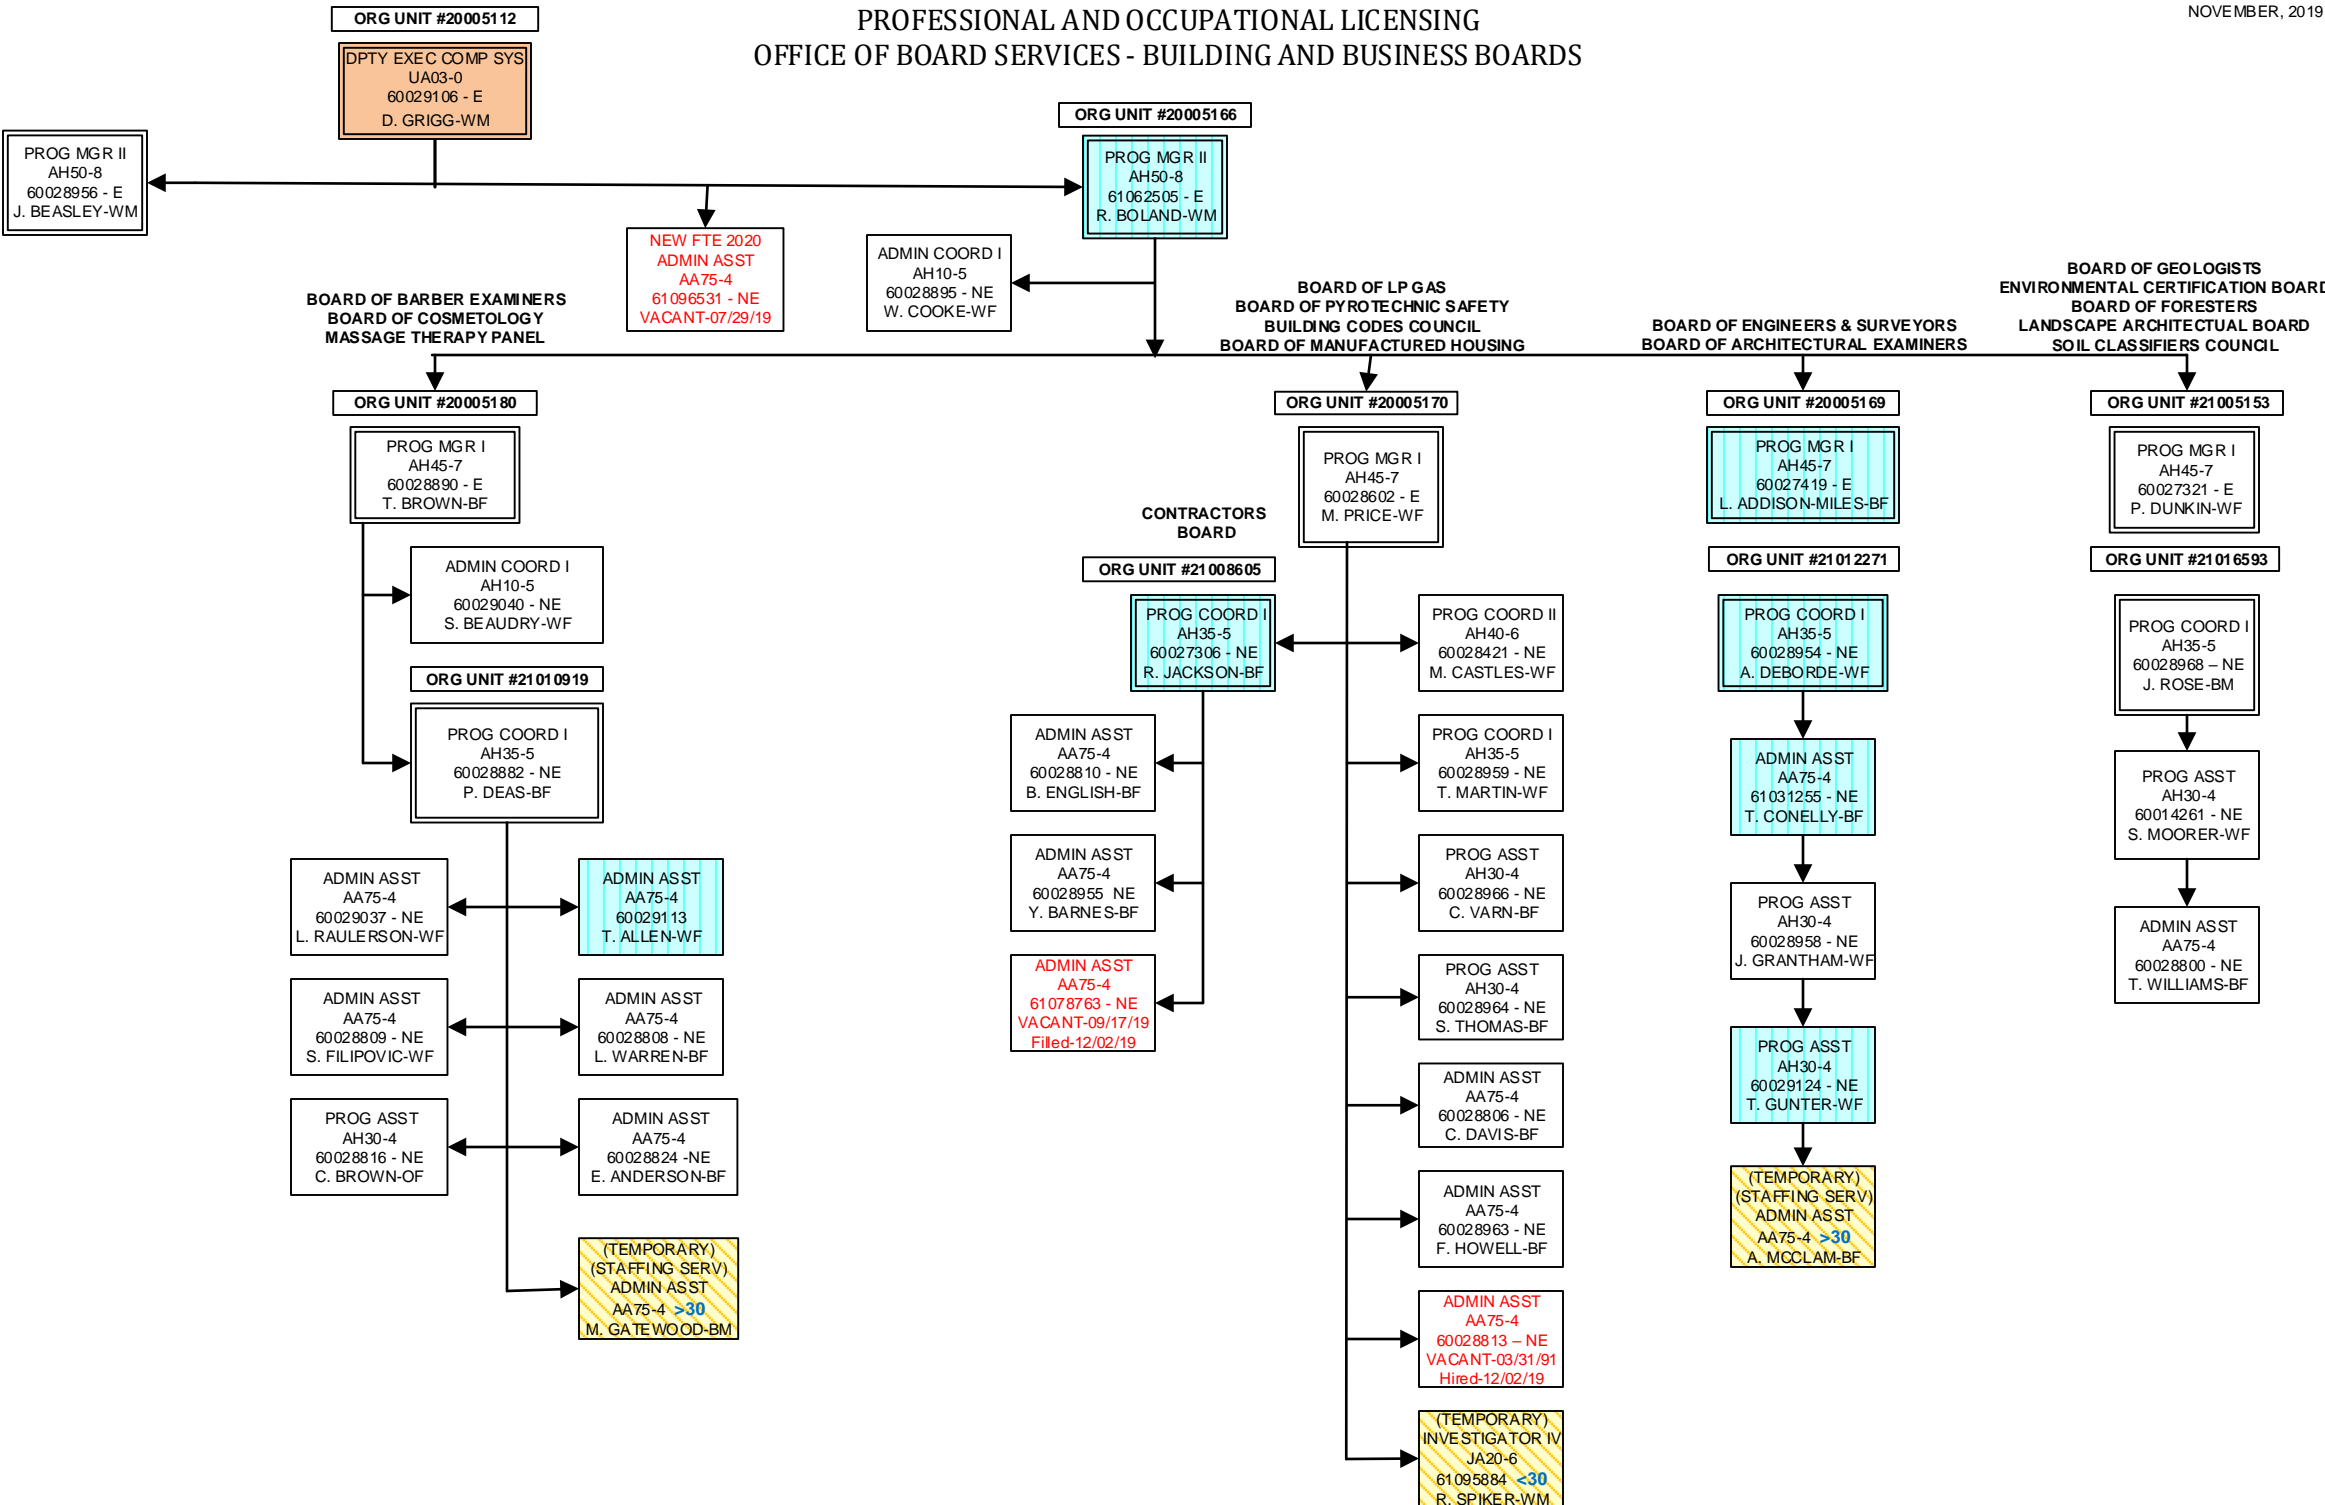 PROFESSIONAL AND OCCUPATIONAL LICENSING
OFFICE OF BOARD SERVICES - BUILDING AND BUSINESS BOARDS
NOVEMBER, 2019
ORG UNIT #20005112
DPTY EXEC COMP SYS
UA03-0
60029106 - E
D. GRIGG-WM
PROG MGR II
AH50-8
60028956 - E
J. BEASLEY-WM
ORG UNIT #20005166
PROG MGR II
AH50-8
61062505 - E
R. BOLAND-WM
NEW FTE 2020
ADMIN ASST
AA75-4
61096531 - NE
VACANT-07/29/19
ADMIN COORD I
AH10-5
60028895 - NE
W. COOKE-WF
BOARD OF BARBER EXAMINERS
BOARD OF COSMETOLOGY
MASSAGE THERAPY PANEL
BOARD OF LP GAS
BOARD OF PYROTECHNIC SAFETY
BUILDING CODES COUNCIL
BOARD OF MANUFACTURED HOUSING
BOARD OF ENGINEERS & SURVEYORS
BOARD OF ARCHITECTURAL EXAMINERS
BOARD OF GEOLOGISTS
ENVIRONMENTAL CERTIFICATION BOARD
BOARD OF FORESTERS
LANDSCAPE ARCHITECTUAL BOARD
SOIL CLASSIFIERS COUNCIL
ORG UNIT #20005180
PROG MGR I
AH45-7
60028890 - E
T. BROWN-BF
ADMIN COORD I
AH10-5
60029040 - NE
S. BEAUDRY-WF
ORG UNIT #21010919
PROG COORD I
AH35-5
60028882 - NE
P. DEAS-BF
ADMIN ASST
AA75-4
60029037 - NE
L. RAULERSON-WF
ADMIN ASST
AA75-4
60029113
T. ALLEN-WF
ADMIN ASST
AA75-4
60028809 - NE
S. FILIPOVIC-WF
ADMIN ASST
AA75-4
60028808 - NE
L. WARREN-BF
PROG ASST
AH30-4
60028816 - NE
C. BROWN-OF
ADMIN ASST
AA75-4
60028824 -NE
E. ANDERSON-BF
(TEMPORARY)
(STAFFING SERV)
ADMIN ASST
AA75-4 >30
M. GATEWOOD-BM
ORG UNIT #20005170
PROG MGR I
AH45-7
60028602 - E
M. PRICE-WF
CONTRACTORS
BOARD
ORG UNIT #21008605
PROG COORD I
AH35-5
60027306 - NE
R. JACKSON-BF
ADMIN ASST
AA75-4
60028810 - NE
B. ENGLISH-BF
ADMIN ASST
AA75-4
60028955 NE
Y. BARNES-BF
ADMIN ASST
AA75-4
61078763 - NE
VACANT-09/17/19
Filled-12/02/19
PROG COORD II
AH40-6
60028421 - NE
M. CASTLES-WF
PROG COORD I
AH35-5
60028959 - NE
T. MARTIN-WF
PROG ASST
AH30-4
60028966 - NE
C. VARN-BF
PROG ASST
AH30-4
60028964 - NE
S. THOMAS-BF
ADMIN ASST
AA75-4
60028806 - NE
C. DAVIS-BF
ADMIN ASST
AA75-4
60028963 - NE
F. HOWELL-BF
ADMIN ASST
AA75-4
60028813 – NE
VACANT-03/31/91
Hired-12/02/19
(TEMPORARY)
INVESTIGATOR IV
JA20-6
61095884 <30
R. SPIKER-WM
ORG UNIT #20005169
PROG MGR I
AH45-7
60027419 - E
L. ADDISON-MILES-BF
ORG UNIT #21012271
PROG COORD I
AH35-5
60028954 - NE
A. DEBORDE-WF
ADMIN ASST
AA75-4
61031255 - NE
T. CONELLY-BF
PROG ASST
AH30-4
60028958 - NE
J. GRANTHAM-WF
PROG ASST
AH30-4
60029124 - NE
T. GUNTER-WF
(TEMPORARY)
(STAFFING SERV)
ADMIN ASST
AA75-4 >30
A. MCCLAM-BF
ORG UNIT #21005153
PROG MGR I
AH45-7
60027321 - E
P. DUNKIN-WF
ORG UNIT #21016593
PROG COORD I
AH35-5
60028968 – NE
J. ROSE-BM
PROG ASST
AH30-4
60014261 - NE
S. MOORER-WF
ADMIN ASST
AA75-4
60028800 - NE
T. WILLIAMS-BF